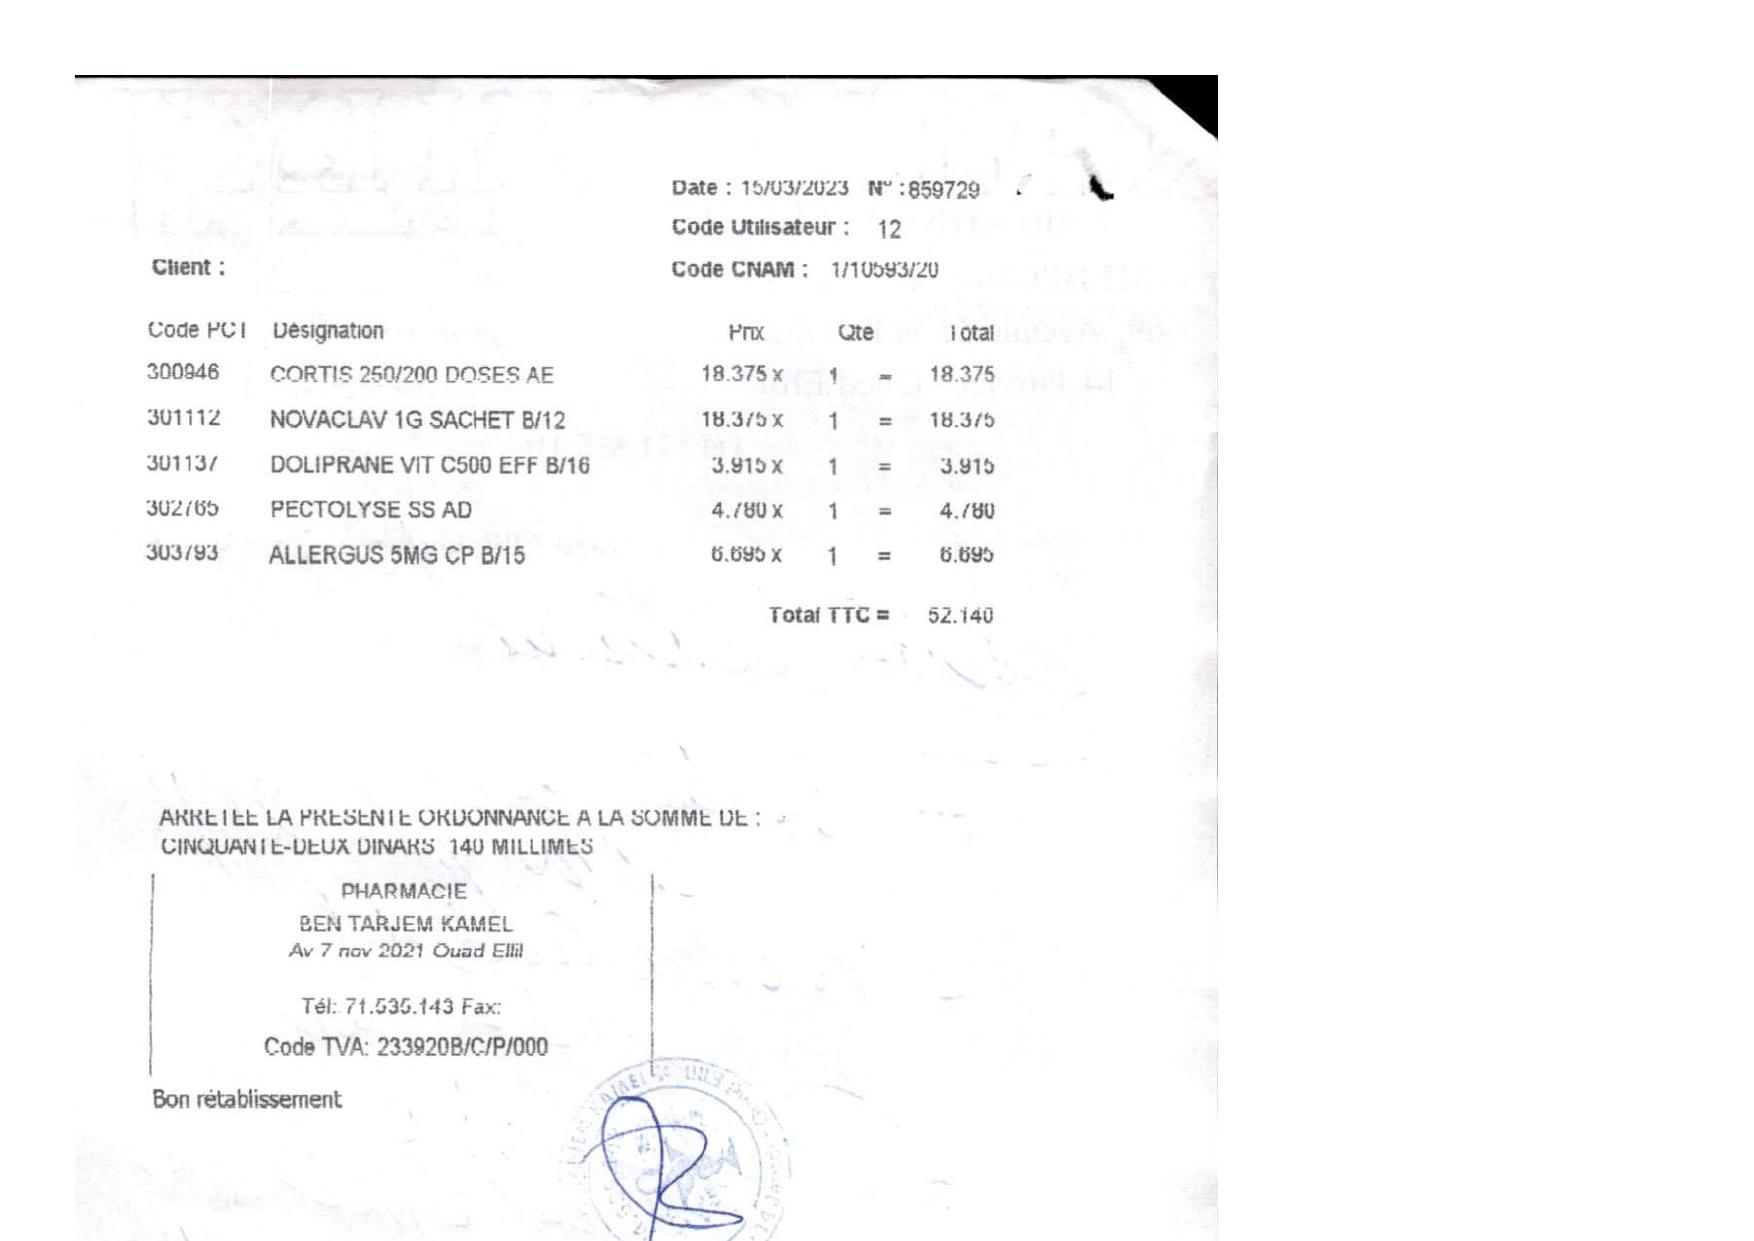 Date : 15/03/2023 N° :859729
Code Utilisateur : 12
Client :
Code CNAM : 1/10593/20
Code PCT Désignation Prix Qte Total
300946 CORTIS 250/200 DOSES AE 18.375 x 1 = 18.375
301112 NOVACLAV 1G SACHET B/12 18.375 x 1 = 18.375
301137 DOLIPRANE VIT C500 EFF B/16 3.915 x 1 = 3.915
302765 PECTOLYSE SS AD 4.780 x 1 = 4.780
303793 ALLERGUS 5MG CP B/15 6.695 x 1 = 6.695
Total TTC = 52.140
ARRETEE LA PRESENTE ORDONNANCE A LA SOMME DE :
CINQUANTE-DEUX DINARS 140 MILLIMES
PHARMACIE
BEN TARJEM KAMEL
Av 7 nov 2021 Ouad Ellil
Tél: 71.535.143 Fax:
Code TVA: 233920B/C/P/000
Bon rétablissement